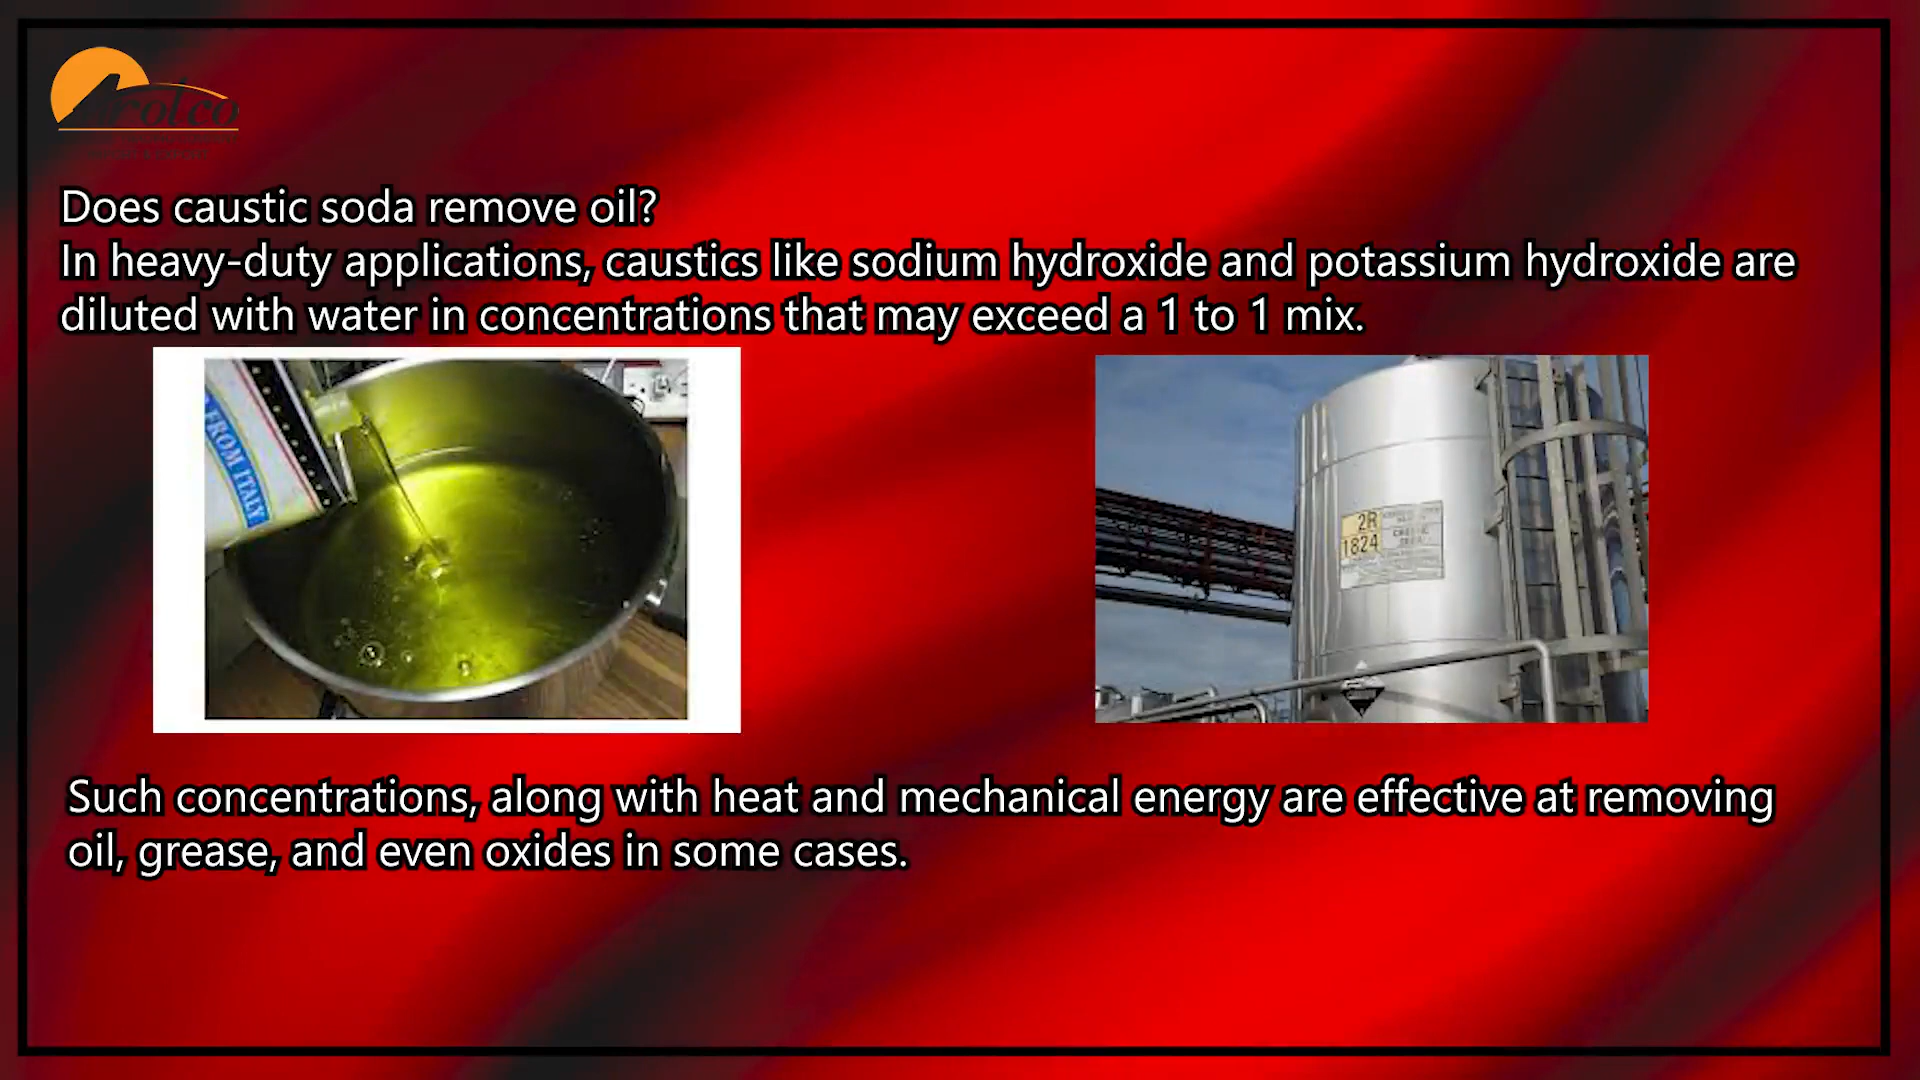 Does caustic soda remove oil?
In heavy-duty applications, caustics like sodium hydroxide and potassium hydroxide are
diluted with water in concentrations that may exceed a 1 to 1 mix.
FROM ITALY
2R
1824
Such concentrations, along with heat and mechanical energy are effective at removing
oil, grease, and even oxides in some cases.